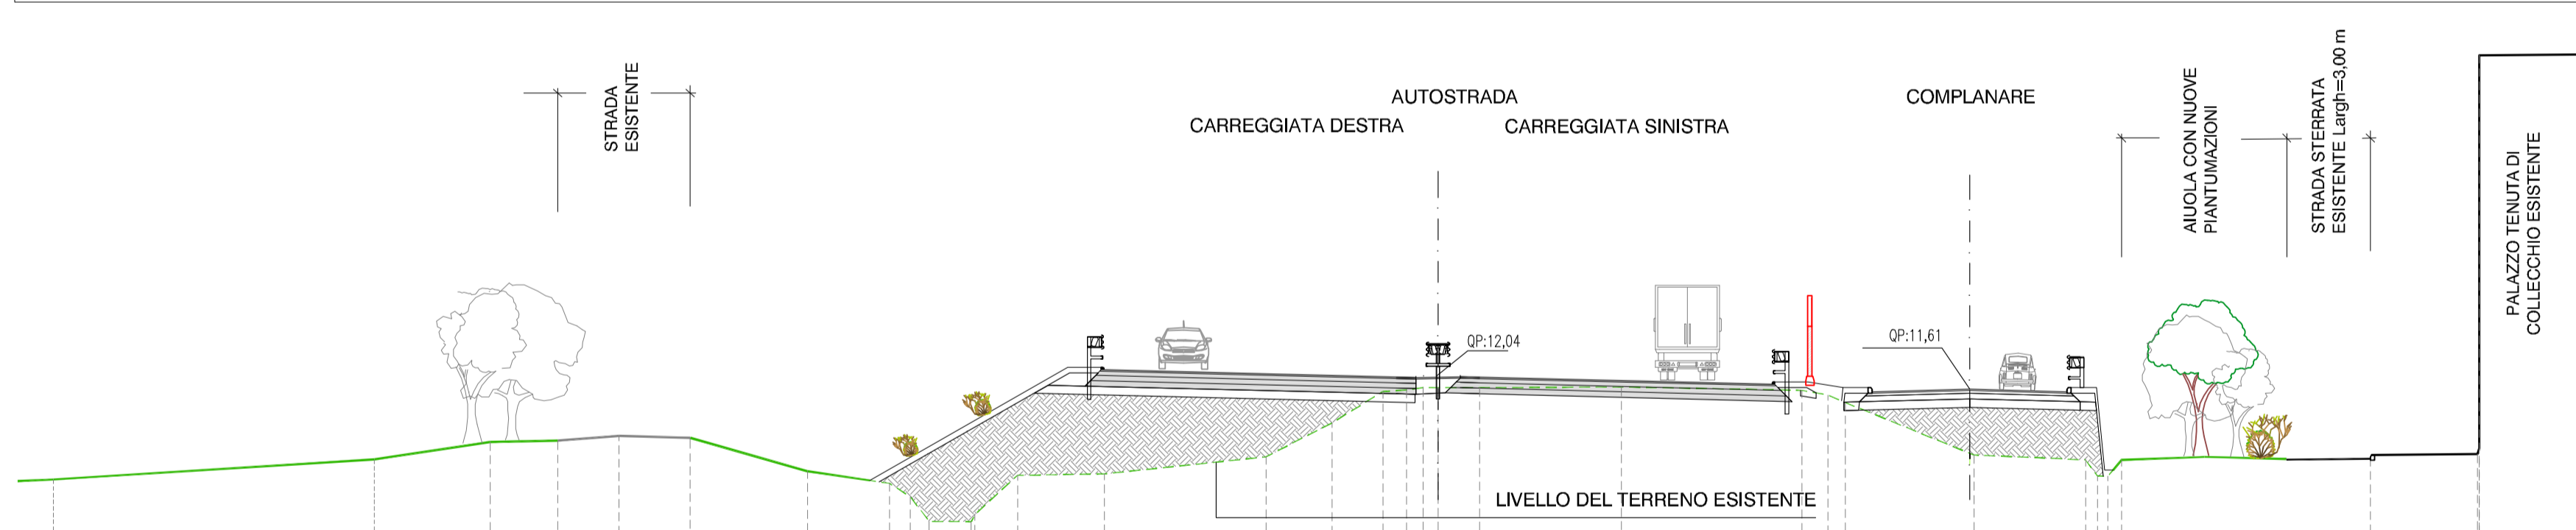 STRADA
ESISTENTE
AUTOSTRADA
CARREGGIATA DESTRA
CARREGGIATA SINISTRA
COMPLANARE
AIUOLA CON NUOVE
PIANTUMAZIONI
STRADA STERRATA
ESISTENTE Largh=3,00 m
PALAZZO TENUTA DI
COLLECCHIO ESISTENTE
QP:12,04
QP:11,61
LIVELLO DEL TERRENO ESISTENTE